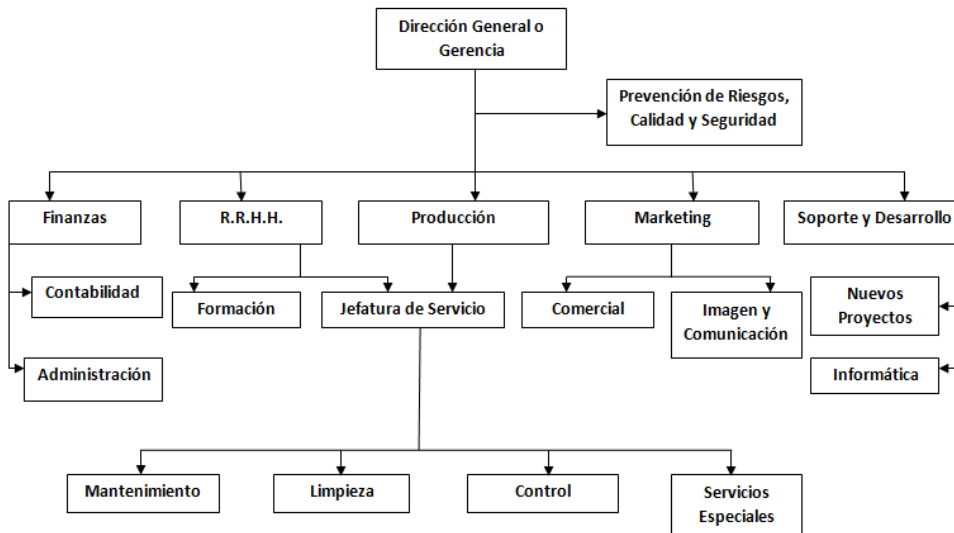 Dirección General o
Gerencia
Prevención de Riesgos,
Calidad y Seguridad
Finanzas
R.R.H.H.
Producción
Marketing
Soporte y Desarrollo
Contabilidad
Formación
Jefatura de Servicio
Comercial
Imagen y
Comunicación
Nuevos
Proyectos
Administración
Informática
Mantenimiento
Limpieza
Control
Servicios
Especiales